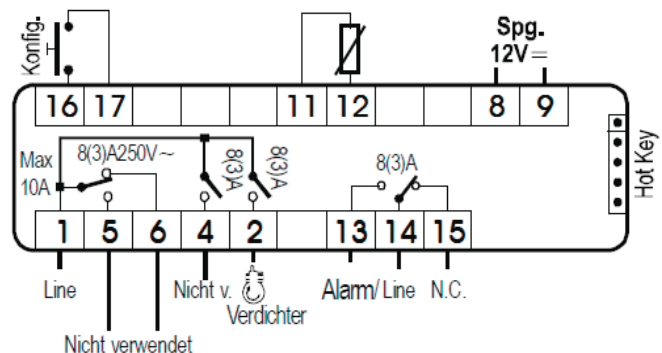 Konfig.
Spg.
12V=
16 17 11 12 8 9
Max
10A
8(3)A250V~
8(3)A
8(3)A
8(3)A
Hot Key
1 5 6 4 2 13 14 15
Line
Nicht v.
Verdichter
Alarm/ Line
N.C.
Nicht verwendet